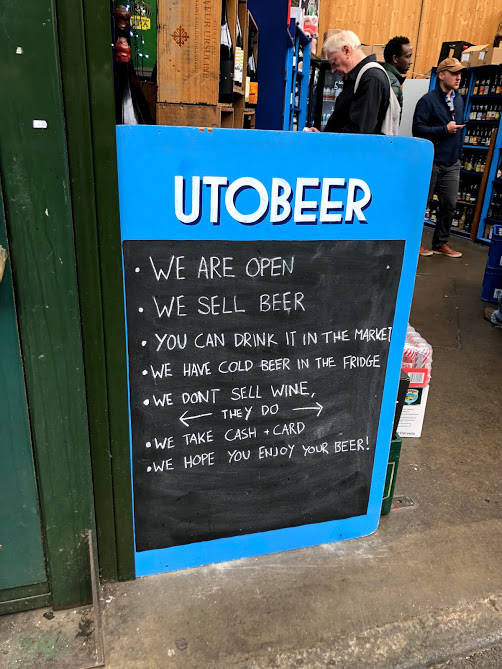 UTOBEER
• WE ARE OPEN
• WE SELL BEER
• YOU CAN DRINK IT IN THE MARKET
• WE HAVE COLD BEER IN THE FRIDGE
• WE DONT SELL WINE,
← THEY DO →
• WE TAKE CASH + CARD
• WE HOPE YOU ENJOY YOUR BEER!